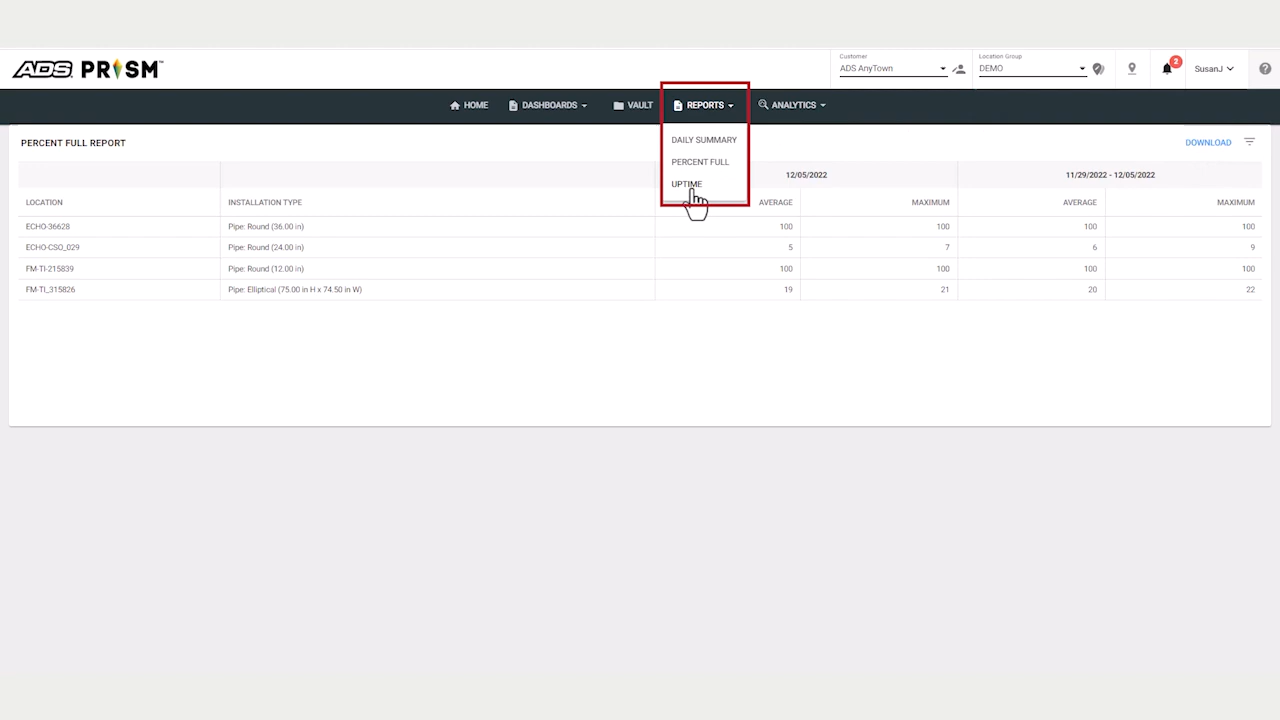 ADS PRISM™
Customer
ADS AnyTown
Location Group
DEMO
2
SusanJ
?
HOME
DASHBOARDS
VAULT
REPORTS
ANALYTICS
DAILY SUMMARY
PERCENT FULL
UPTIME
PERCENT FULL REPORT
DOWNLOAD
12/05/2022 11/29/2022 - 12/05/2022
LOCATION INSTALLATION TYPE AVERAGE MAXIMUM AVERAGE MAXIMUM
ECHO-36628 Pipe: Round (36.00 in) 100 100 100 100
ECHO-CSO_029 Pipe: Round (24.00 in) 5 7 6 9
FM-TI-215839 Pipe: Round (12.00 in) 100 100 100 100
FM-TI_315826 Pipe: Elliptical (75.00 in H x 74.50 in W) 19 21 20 22